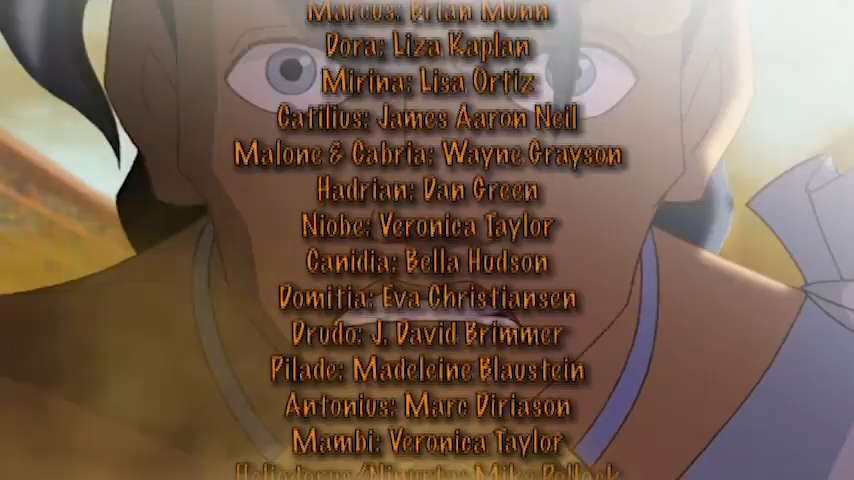 Marcus: Brian Munn
Dora: Liza Kaplan
Mirina: Lisa Ortiz
Catilius: James Aaron Neil
Malone & Cabria: Wayne Grayson
Hadrian: Dan Green
Niobe: Veronica Taylor
Canidia: Bella Hudson
Domitia: Eva Christiansen
Drudo: J. David Brimmer
Pilade: Madeleine Blaustein
Antonius: Marc Diriason
Mambi: Veronica Taylor
Mike Pollock